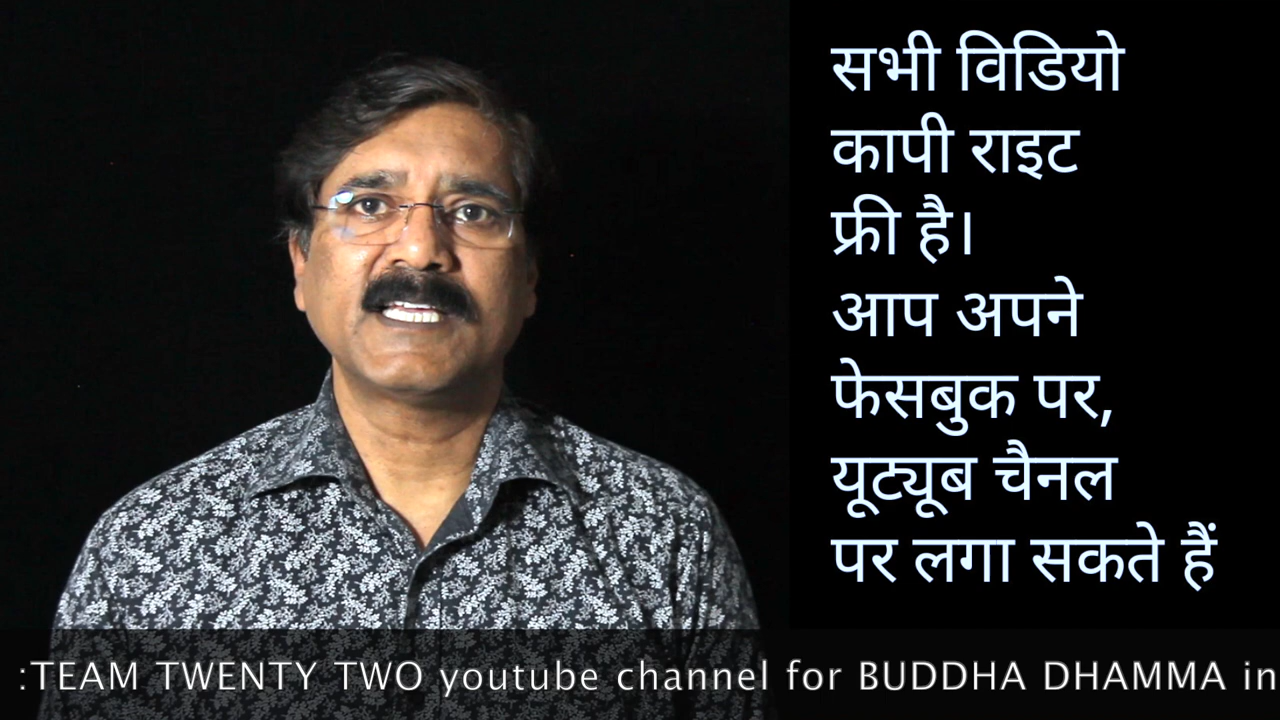 सभी विडियो
कापी राइट
फ्री है।
आप अपने
फेसबुक पर,
यूट्यूब चैनल
पर लगा सकते हैं
:TEAM TWENTY TWO youtube channel for BUDDHA DHAMMA in